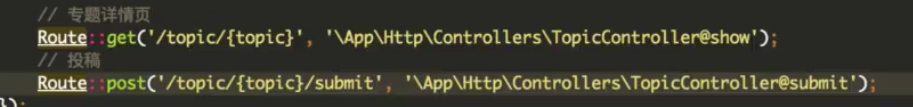 // 专题详情页
Route::get('/topic/{topic}', '\App\Http\Controllers\TopicController@show');
// 投稿
Route::post('/topic/{topic}/submit', '\App\Http\Controllers\TopicController@submit');
});